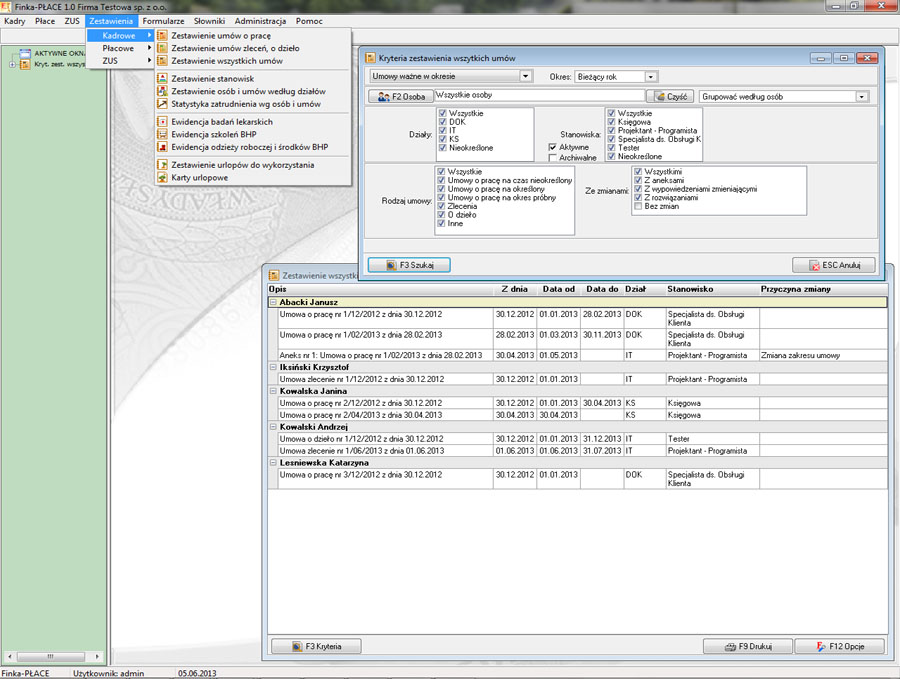 Finka-PŁACE 1.0 Firma Testowa sp. z o.o.
Kadry Płace ZUS Zestawienia Formularze Słowniki Administracja Pomoc
AKTYWNE OKN
Kryt. zest. wszys
Kadrowe
Płacowe
ZUS
Zestawienie umów o pracę
Zestawienie umów zleceń, o dzieło
Zestawienie wszystkich umów
Zestawienie stanowisk
Zestawienie osób i umów według działów
Statystyka zatrudnienia wg osób i umów
Ewidencja badań lekarskich
Ewidencja szkoleń BHP
Ewidencja odzieży roboczej i środków BHP
Zestawienie urlopów do wykorzystania
Karty urlopowe
Kryteria zestawienia wszytkich umów
Umowy ważne w okresie Okres: Bieżący rok
F2 Osoba Wszystkie osoby Czyść Grupować według osób
Działy:
Wszystkie
DOK
IT
KS
Nieokreślone
Stanowiska:
Aktywne
Archiwalne
Wszystkie
Księgowa
Projektant - Programista
Specjalista ds. Obsługi K
Tester
Nieokreślone
Rodzaj umowy:
Wszystkie
Umowy o pracę na czas nieokreślony
Umowy o pracę na określony
Umowy o pracę na okres próbny
Zlecenia
O dzieło
Inne
Ze zmianami:
Wszystkimi
Z aneksami
Z wypowiedzeniami zmieniającymi
Z rozwiązaniami
Bez zmian
F3 Szukaj ESC Anuluj
Zestawienie wszystki
Opis Z dnia Data od Data do Dział Stanowisko Przyczyna zmiany
Abacki Janusz
Umowa o pracę nr 1/12/2012 z dnia 30.12.2012 30.12.2012 01.01.2013 28.02.2013 DOK Specjalista ds. Obsługi
Klienta
Umowa o pracę nr 1/02/2013 z dnia 28.02.2013 28.02.2013 01.03.2013 30.11.2013 DOK Specjalista ds. Obsługi
Klienta
Aneks nr 1: Umowa o pracę nr 1/02/2013 z dnia 28.02.2013 30.04.2013 01.05.2013 IT Projektant - Programista Zmiana zakresu umowy
Iksiński Krzysztof
Umowa zlecenie nr 1/12/2012 z dnia 30.12.2012 30.12.2012 01.01.2013 IT Projektant - Programista
Kowalska Janina
Umowa o pracę nr 2/12/2012 z dnia 30.12.2012 30.12.2012 01.01.2013 30.04.2013 KS Księgowa
Umowa o pracę nr 2/04/2013 z dnia 30.04.2013 30.04.2013 30.04.2013 KS Księgowa
Kowalski Andrzej
Umowa o dzieło nr 1/12/2012 z dnia 30.12.2012 30.12.2012 01.01.2013 31.12.2013 IT Tester
Umowa zlecenie nr 1/06/2013 z dnia 01.06.2013 01.06.2013 01.06.2013 31.07.2013 IT Projektant - Programista
Lesniewska Katarzyna
Umowa o pracę nr 3/12/2012 z dnia 30.12.2012 30.12.2012 01.01.2013 DOK Specjalista ds. Obsługi
Klienta
F3 Kryteria F9 Drukuj F12 Opcje
Finka-PŁACE Użytkownik: admin 05.06.2013